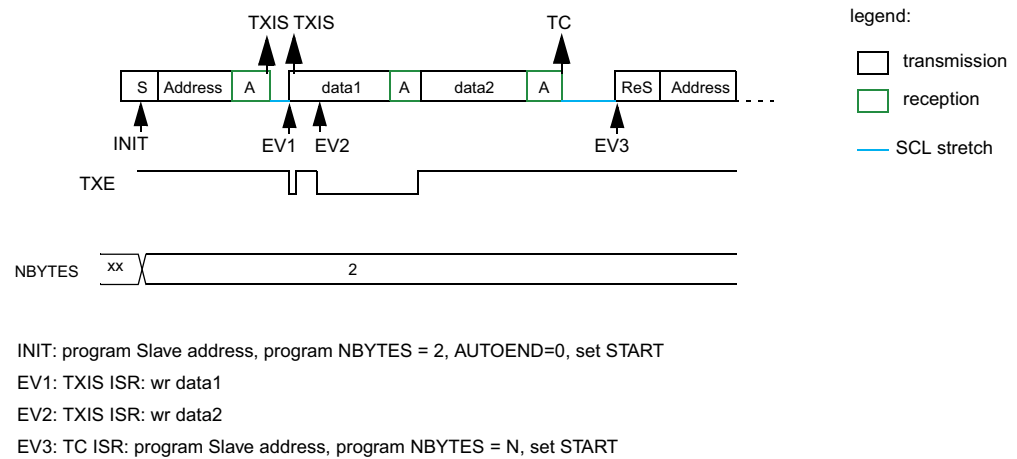 TXIS TXIS TC
legend:
S Address A data1 A data2 A ReS Address
transmission
reception
INIT EV1 EV2 EV3
SCL stretch
TXE
NBYTES xx 2
INIT: program Slave address, program NBYTES = 2, AUTOEND=0, set START
EV1: TXIS ISR: wr data1
EV2: TXIS ISR: wr data2
EV3: TC ISR: program Slave address, program NBYTES = N, set START